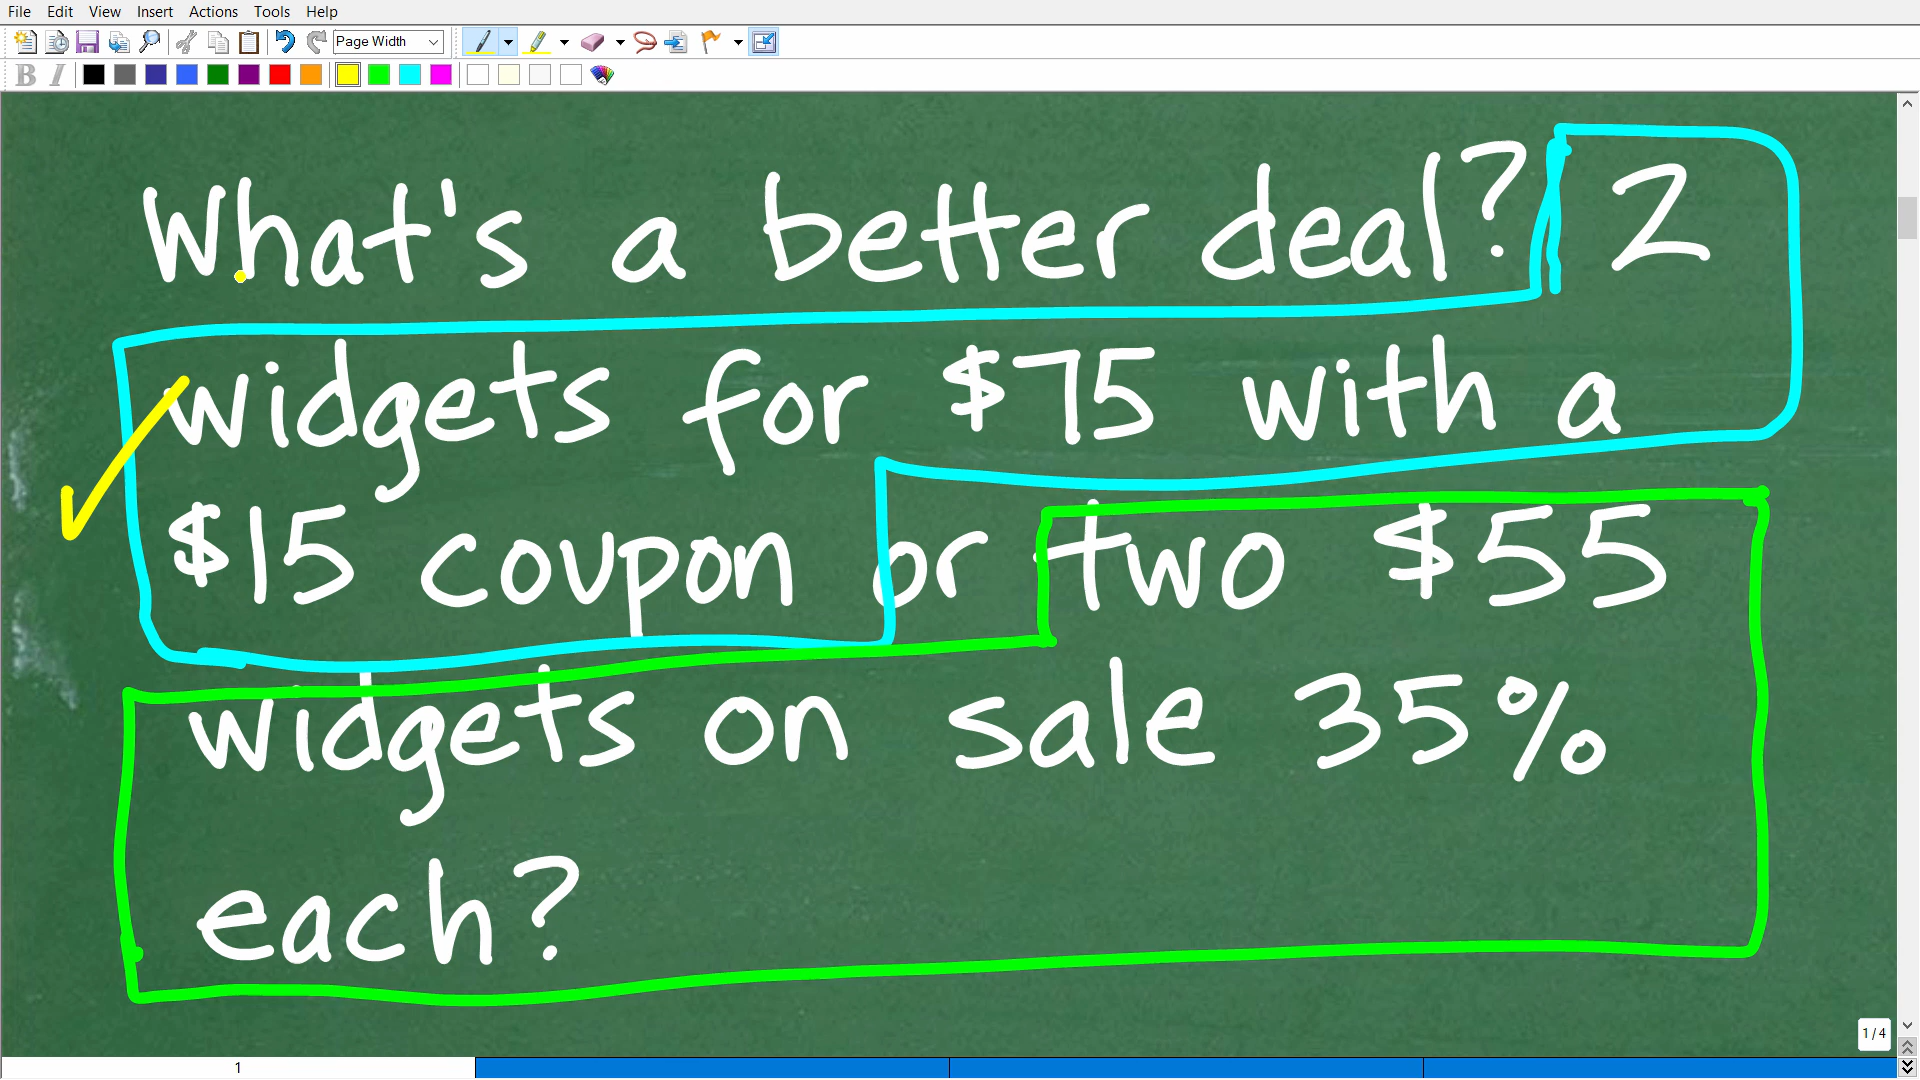 File Edit View Insert Actions Tools Help
Page Width
B I
What's a better deal? 2
widgets for $75 with a
$15 coupon or two $55
widgets on sale 35%
each?
1 / 4
1